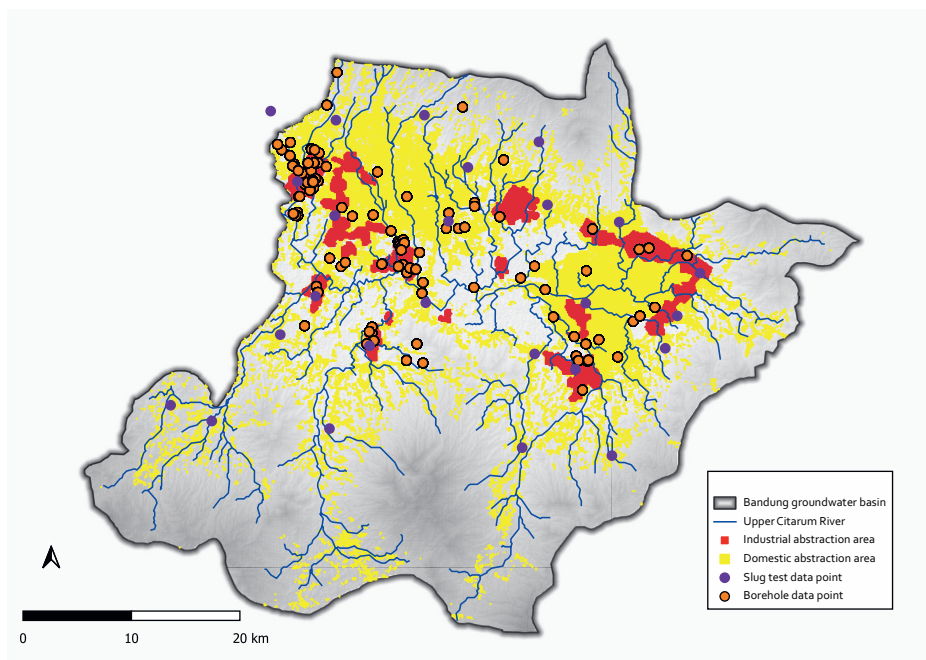 Bandung groundwater basin
Upper Citarum River
Industrial abstraction area
Domestic abstraction area
Slug test data point
Borehole data point
0 10 20 km